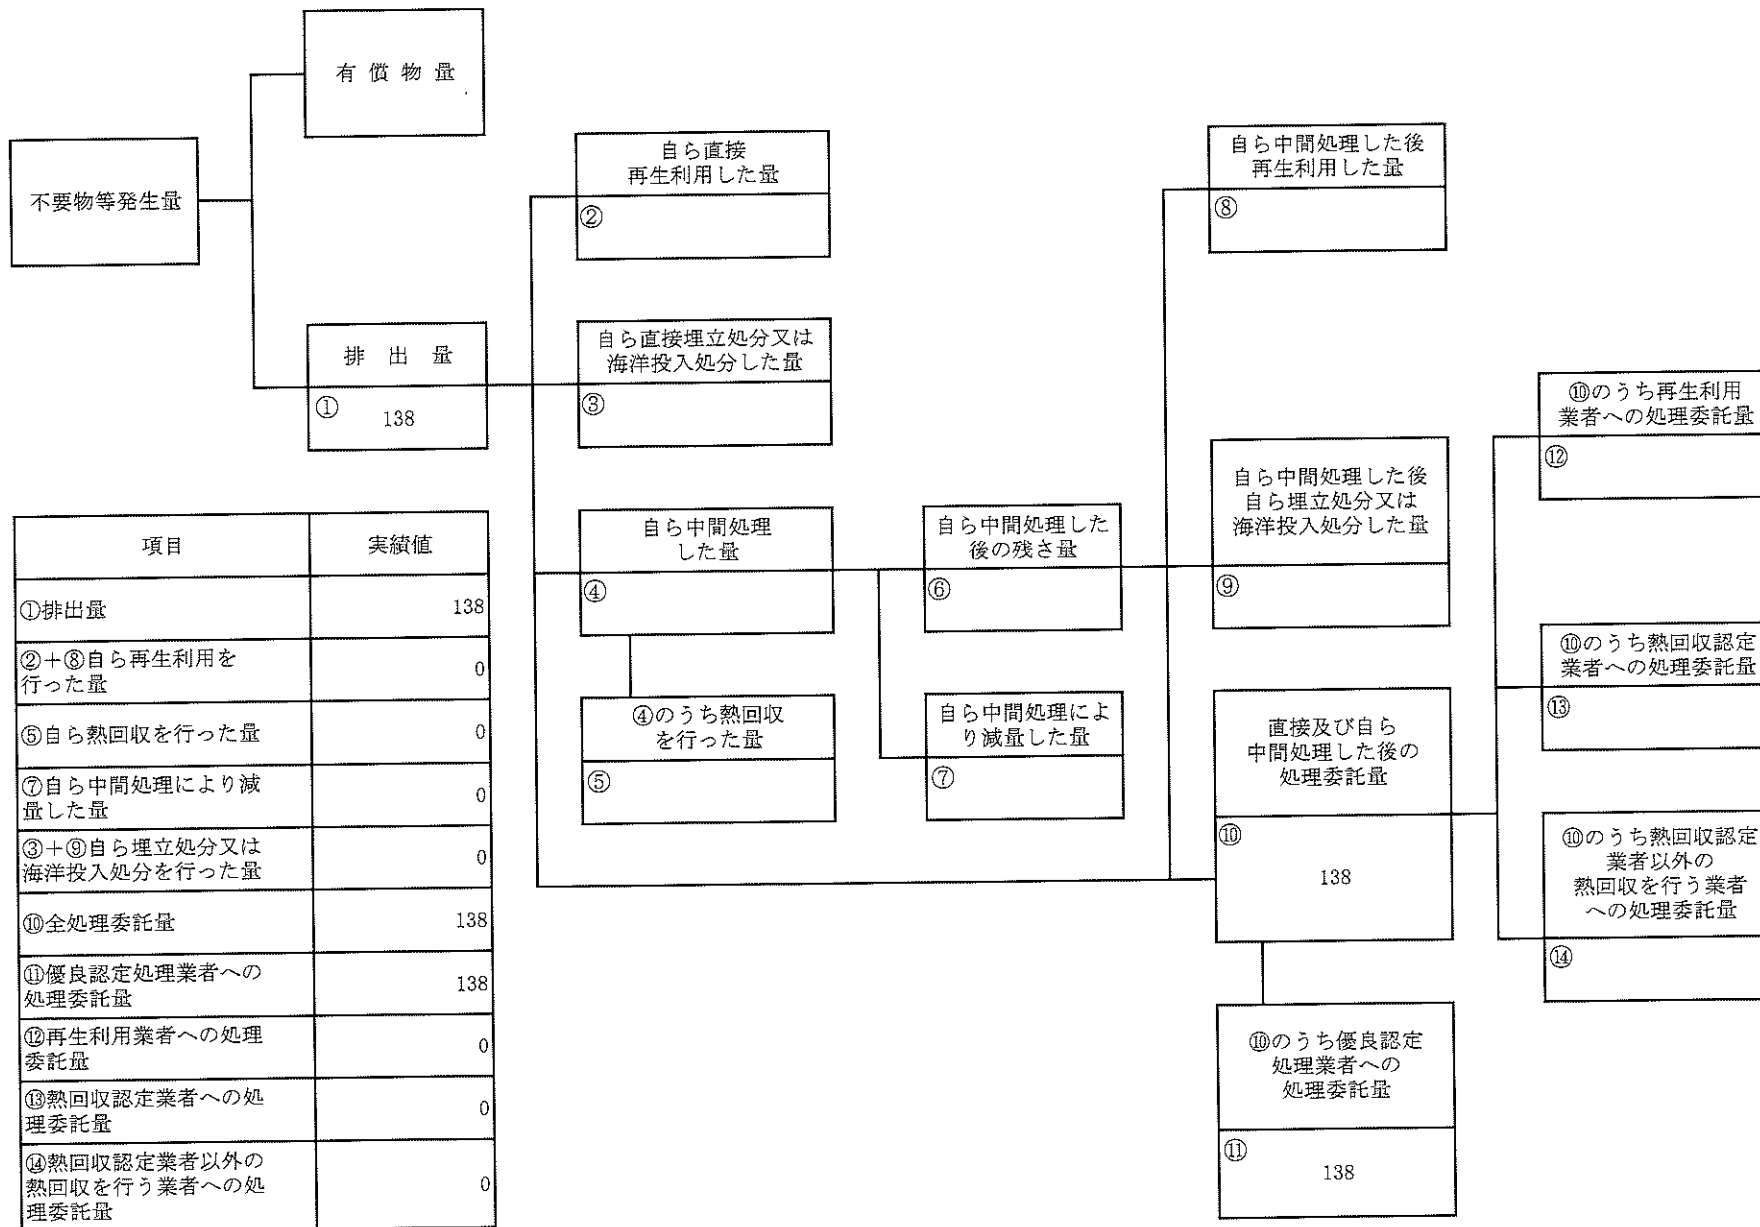 有償物量
不要物等発生量
排出量
①
138
自ら直接
再生利用した量
②
自ら直接埋立処分又は
海洋投入処分した量
③
自ら中間処理
した量
④
④のうち熱回収
を行った量
⑤
自ら中間処理した
後の残さ量
⑥
自ら中間処理によ
り減量した量
⑦
自ら中間処理した後
再生利用した量
⑧
自ら中間処理した後
自ら埋立処分又は
海洋投入処分した量
⑨
直接及び自ら
中間処理した後の
処理委託量
⑩
138
⑩のうち優良認定
処理業者への
処理委託量
⑪
138
⑩のうち再生利用
業者への処理委託量
⑫
⑩のうち熱回収認定
業者への処理委託量
⑬
⑩のうち熱回収認定
業者以外の
熱回収を行う業者
への処理委託量
⑭
項目 実績値
①排出量 138
②+⑧自ら再生利用を
行った量 0
⑤自ら熱回収を行った量 0
⑦自ら中間処理により減
量した量 0
③+⑨自ら埋立処分又は
海洋投入処分を行った量 0
⑩全処理委託量 138
⑪優良認定処理業者への
処理委託量 138
⑫再生利用業者への処理
委託量 0
⑬熱回収認定業者への処
理委託量 0
⑭熱回収認定業者以外の
熱回収を行う業者への処
理委託量 0